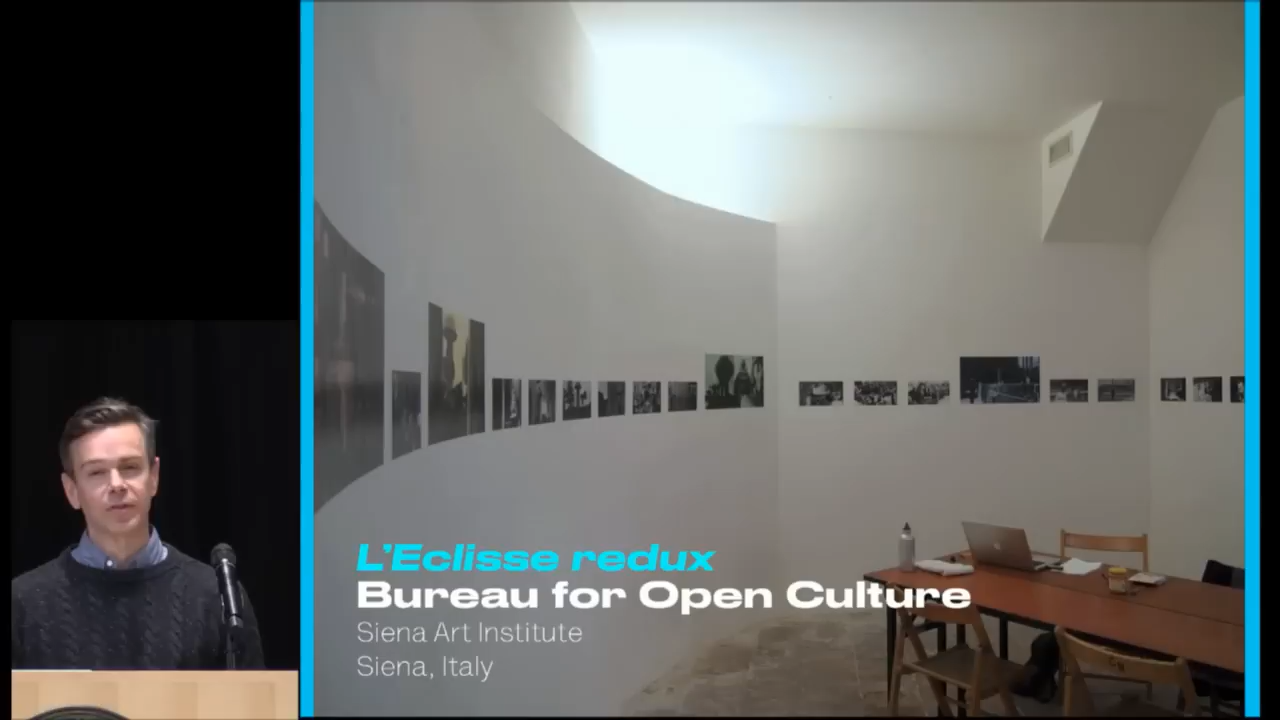 L'Eclisse redux
Bureau for Open Culture
Siena Art Institute
Siena, Italy